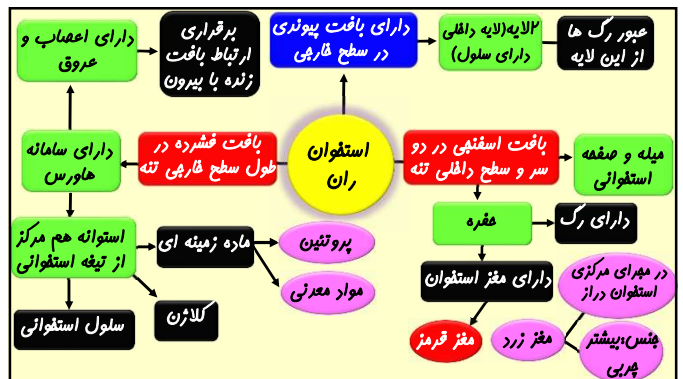 دارای اعصاب و
عروق
برقراری
ارتباط بافت
زنده با بیرون
دارای بافت پیوندی
در سطح خارجی
۲لایه(لایه داخلی
دارای سلول)
عبور رگ ها
از این لایه
دارای سامانه
هاورس
بافت فشرده در
طول سطح خارجی تنه
استخوان
ران
بافت اسفنجی در دو
سر و سطح داخلی تنه
میله و صفحه
استخوانی
استوانه هم مرکز
از تیغه استخوانی
ماده زمینه ای
پروتئین
مواد معدنی
کلاژن
سلول استخوانی
حفره
دارای رگ
دارای مغز استخوان
مغز قرمز
مغز زرد
در مجرای مرکزی
استخوان دراز
جنس:بیشتر
چربی